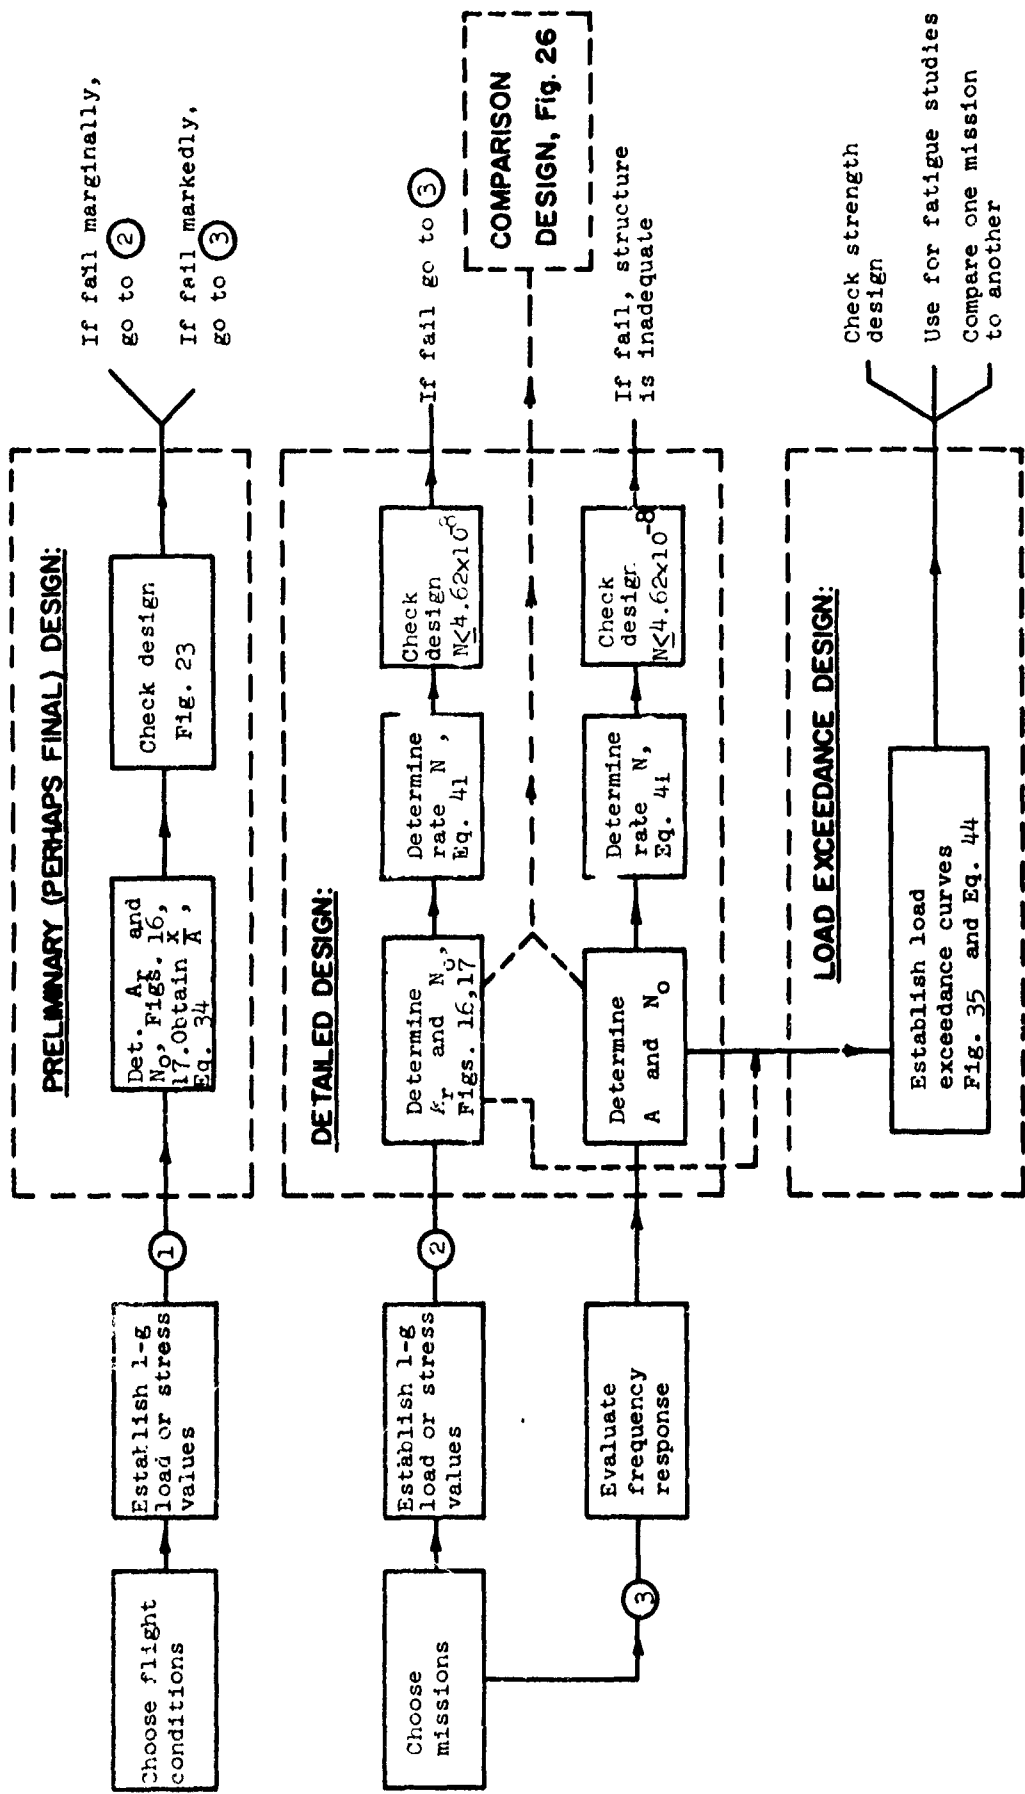 Choose flight
conditions
Establish 1-g
load or stress
values
1
PRELIMINARY (PERHAPS FINAL) DESIGN:
Det. Ar and
No, Figs. 16,
17. Obtain X/A,
Eq. 34
Check design
Fig. 23
If fail marginally,
go to 2
If fail markedly,
go to 3
Choose
missions
Establish 1-g
load or stress
values
2
DETAILED DESIGN:
Determine
Ar and No,
Figs. 16,17
Determine
rate N,
Eq. 41
Check
design
N≤4.62x10-8
If fail go to 3
COMPARISON
DESIGN, Fig. 26
3
Evaluate
frequency
response
Determine
A and No
Determine
rate N,
Eq. 41
Check
design
N≤4.62x10-8
If fail, structure
is inadequate
LOAD EXCEEDANCE DESIGN:
Establish load
exceedance curves
Fig. 35 and Eq. 44
Check strength
design
Use for fatigue studies
Compare one mission
to another